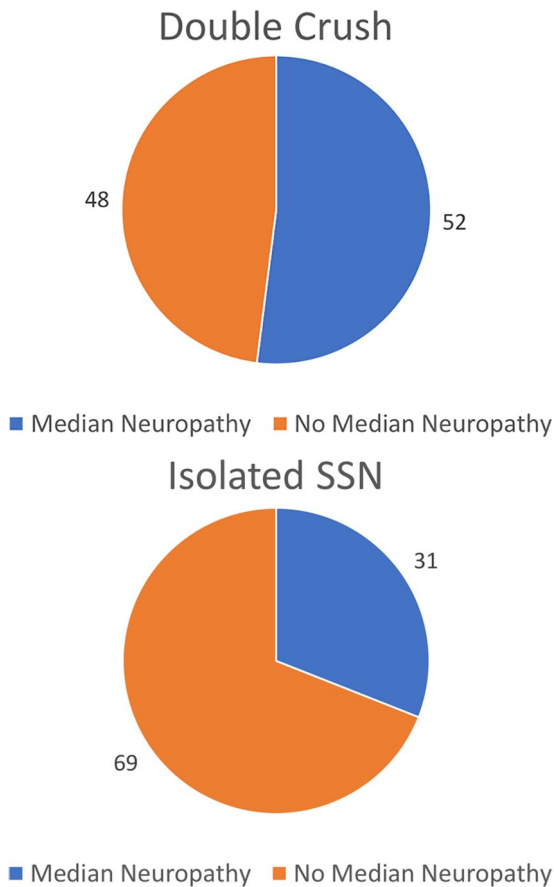 Double Crush
48
52
Median Neuropathy No Median Neuropathy
Isolated SSN
31
69
Median Neuropathy No Median Neuropathy